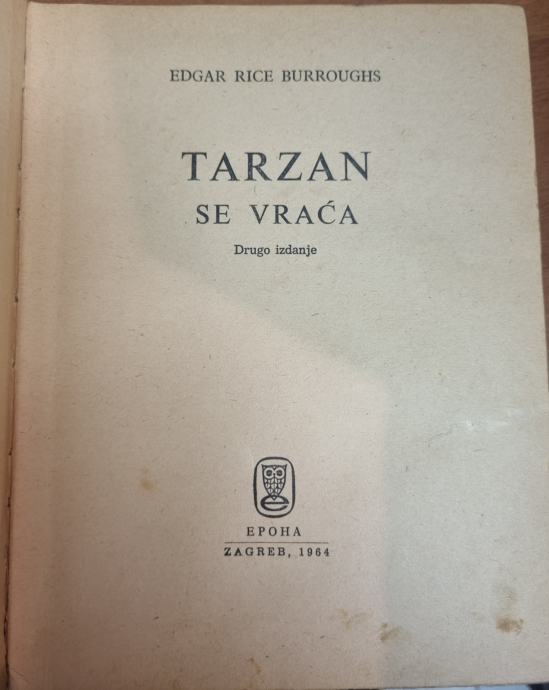 EDGAR RICE BURROUGHS
TARZAN
SE VRAĆA
Drugo izdanje
EPOHA
ZAGREB, 1964